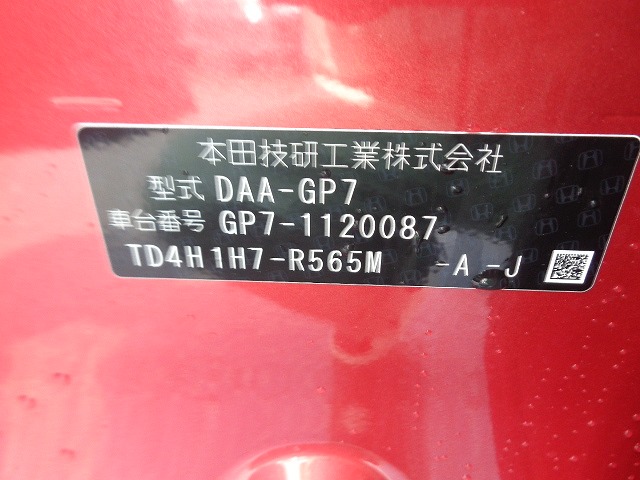 本田技研工業株式会社
型式 DAA-GP7
車台番号 GP7-1120087
TD4H1H7-R565M -A -J